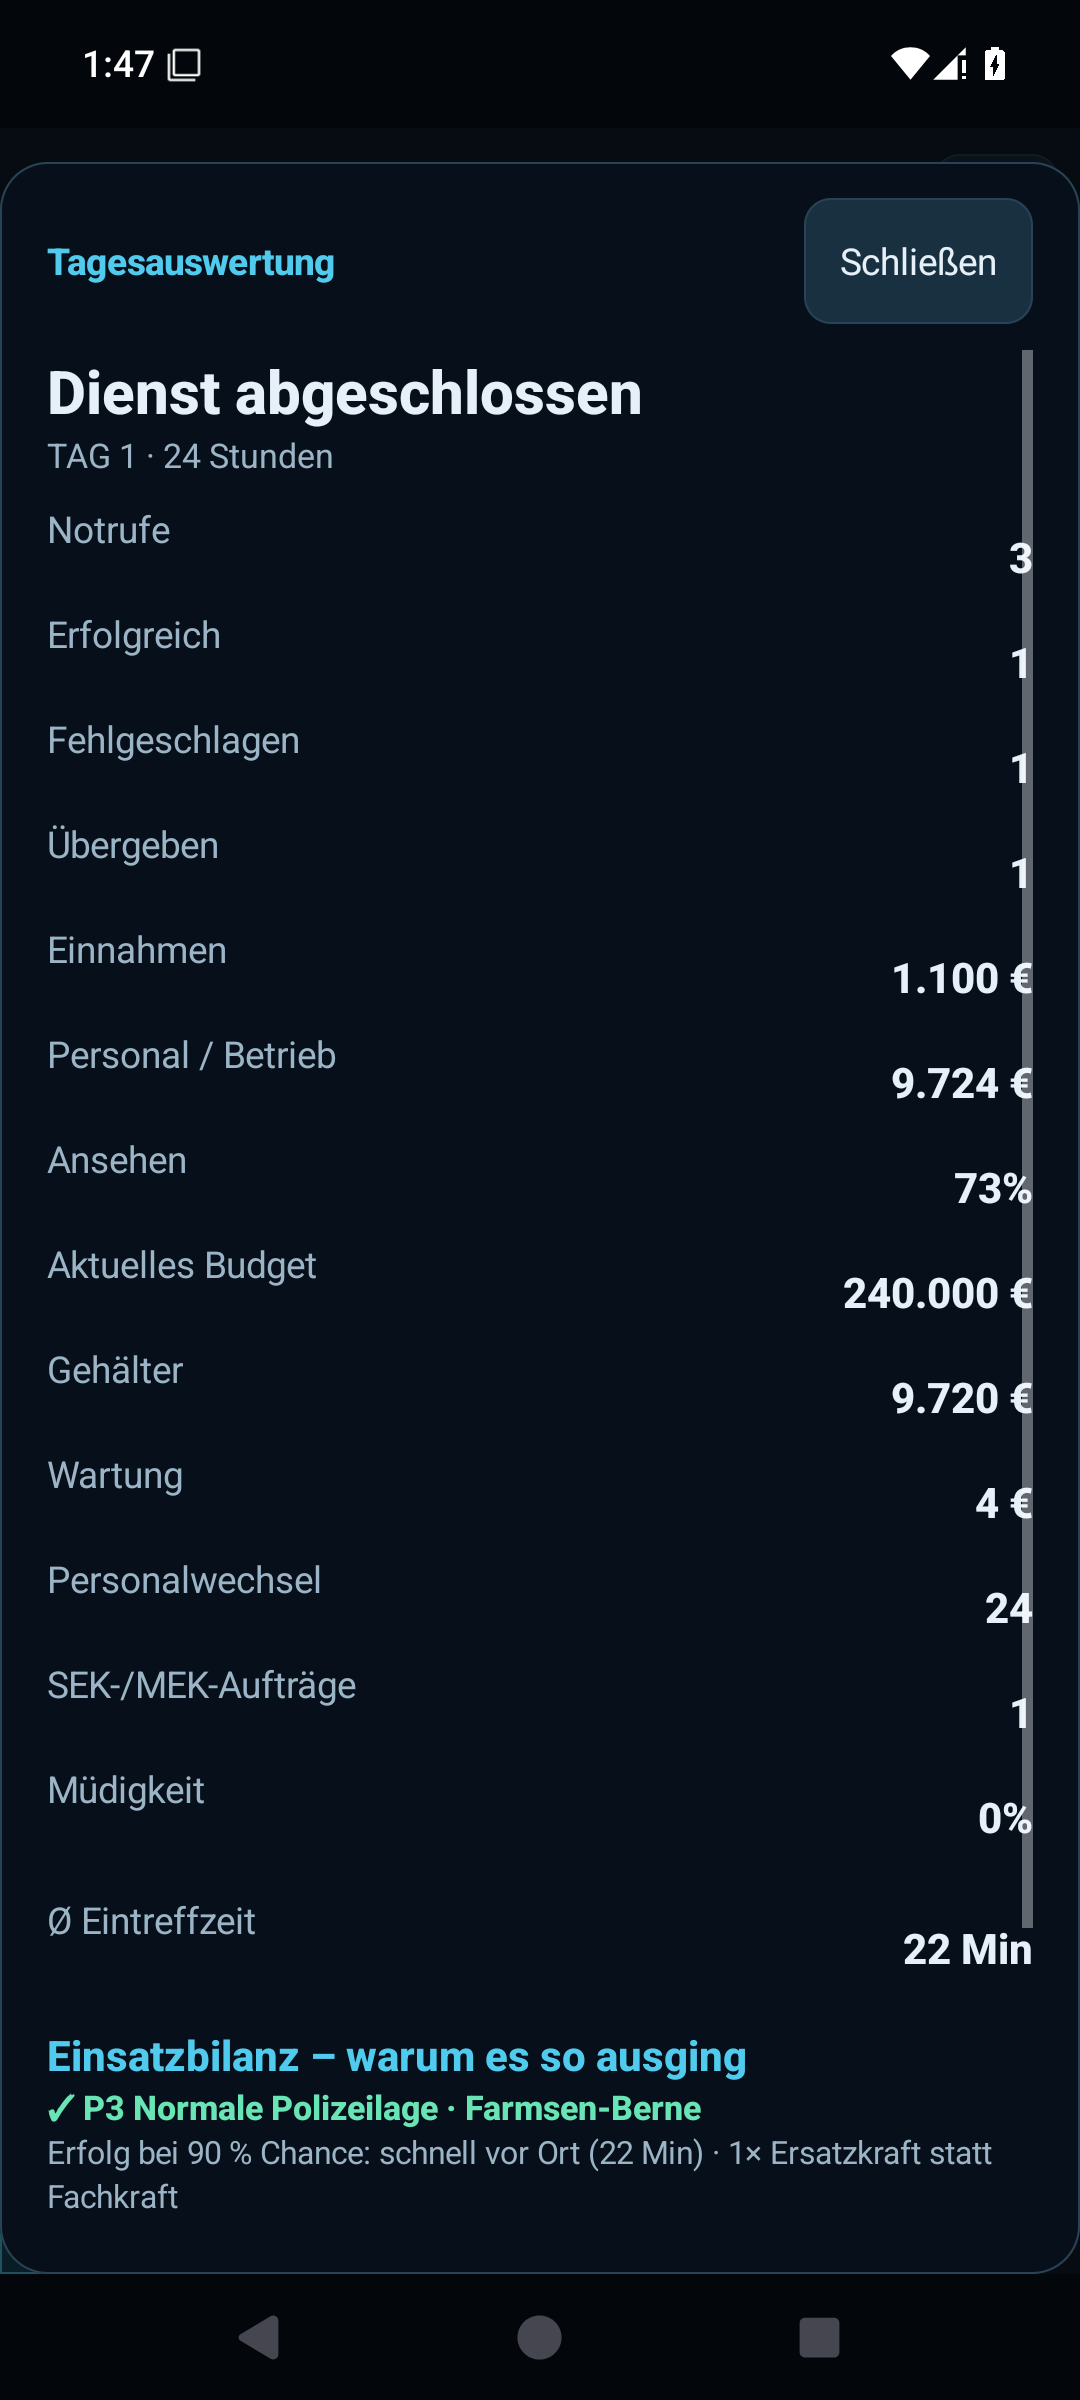 1:47
Tagesauswertung
Schließen
Dienst abgeschlossen
TAG 1 · 24 Stunden
Notrufe
3
Erfolgreich
1
Fehlgeschlagen
1
Übergeben
1
Einnahmen
1.100 €
Personal / Betrieb
9.724 €
Ansehen
73%
Aktuelles Budget
240.000 €
Gehälter
9.720 €
Wartung
4 €
Personalwechsel
24
SEK-/MEK-Aufträge
1
Müdigkeit
0%
Ø Eintreffzeit
22 Min
Einsatzbilanz – warum es so ausging
✓ P3 Normale Polizeilage · Farmsen-Berne
Erfolg bei 90 % Chance: schnell vor Ort (22 Min) · 1× Ersatzkraft statt
Fachkraft